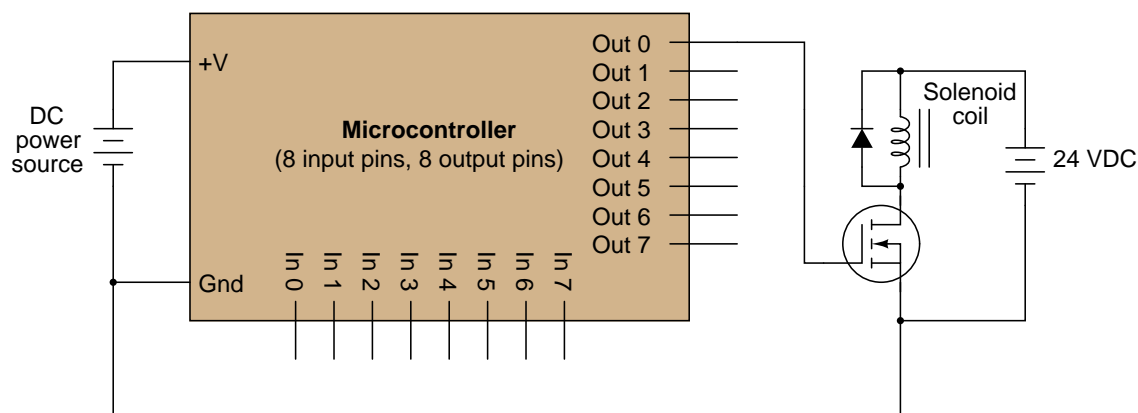 DC
power
source
+V
Gnd
Microcontroller
(8 input pins, 8 output pins)
Out 0
Out 1
Out 2
Out 3
Out 4
Out 5
Out 6
Out 7
In 0
In 1
In 2
In 3
In 4
In 5
In 6
In 7
Solenoid
coil
24 VDC